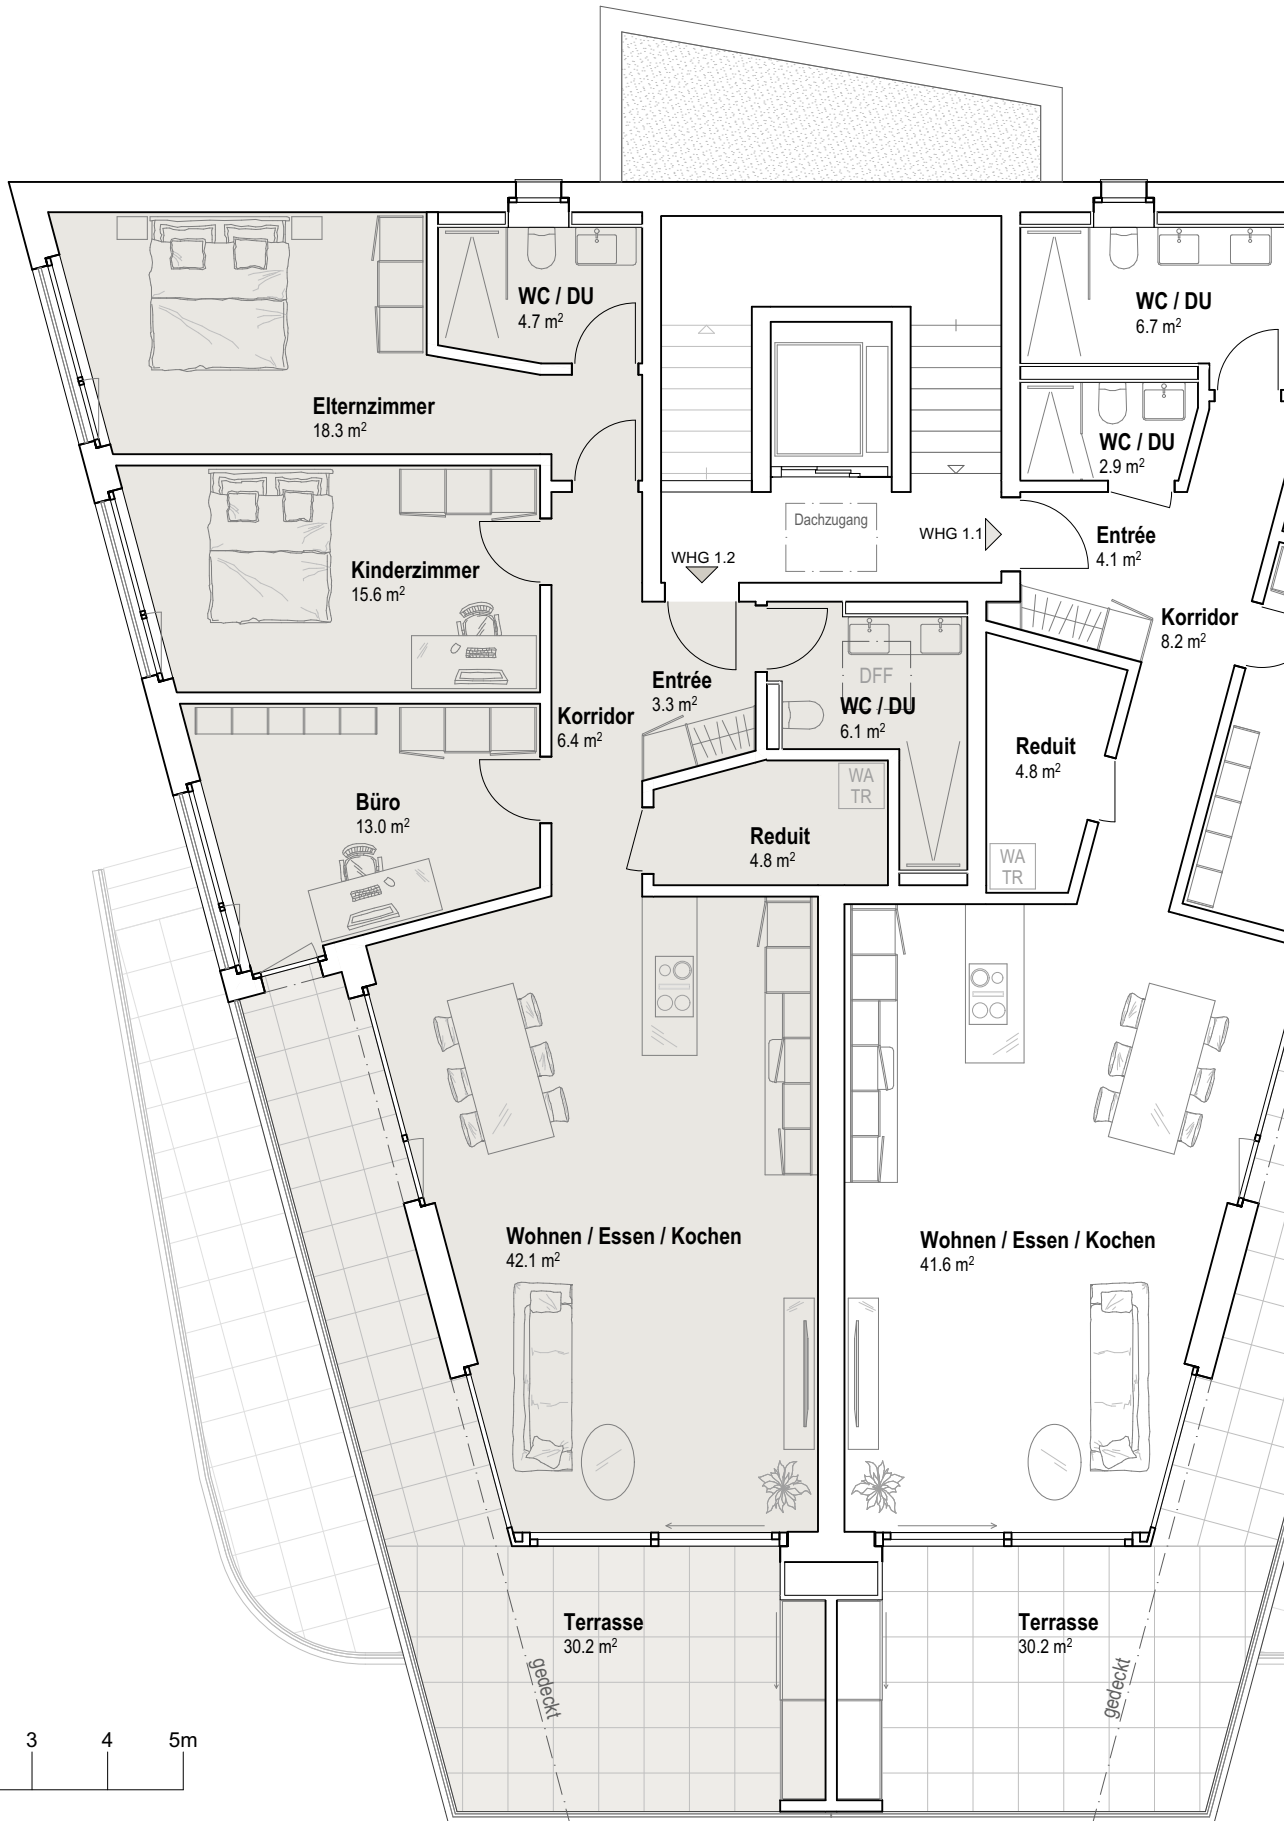 WC / DU
4.7 m²
WC / DU
6.7 m²
Elternzimmer
18.3 m²
WC / DU
2.9 m²
Dachzugang
WHG 1.1
Entrée
4.1 m²
WHG 1.2
Kinderzimmer
15.6 m²
Korridor
8.2 m²
DFF
Entrée
3.3 m²
WC / DU
6.1 m²
Korridor
6.4 m²
Reduit
4.8 m²
WA
TR
Büro
13.0 m²
Reduit
4.8 m²
WA
TR
Wohnen / Essen / Kochen
42.1 m²
Wohnen / Essen / Kochen
41.6 m²
Terrasse
30.2 m²
Terrasse
30.2 m²
gedeckt
gedeckt
3 4 5m